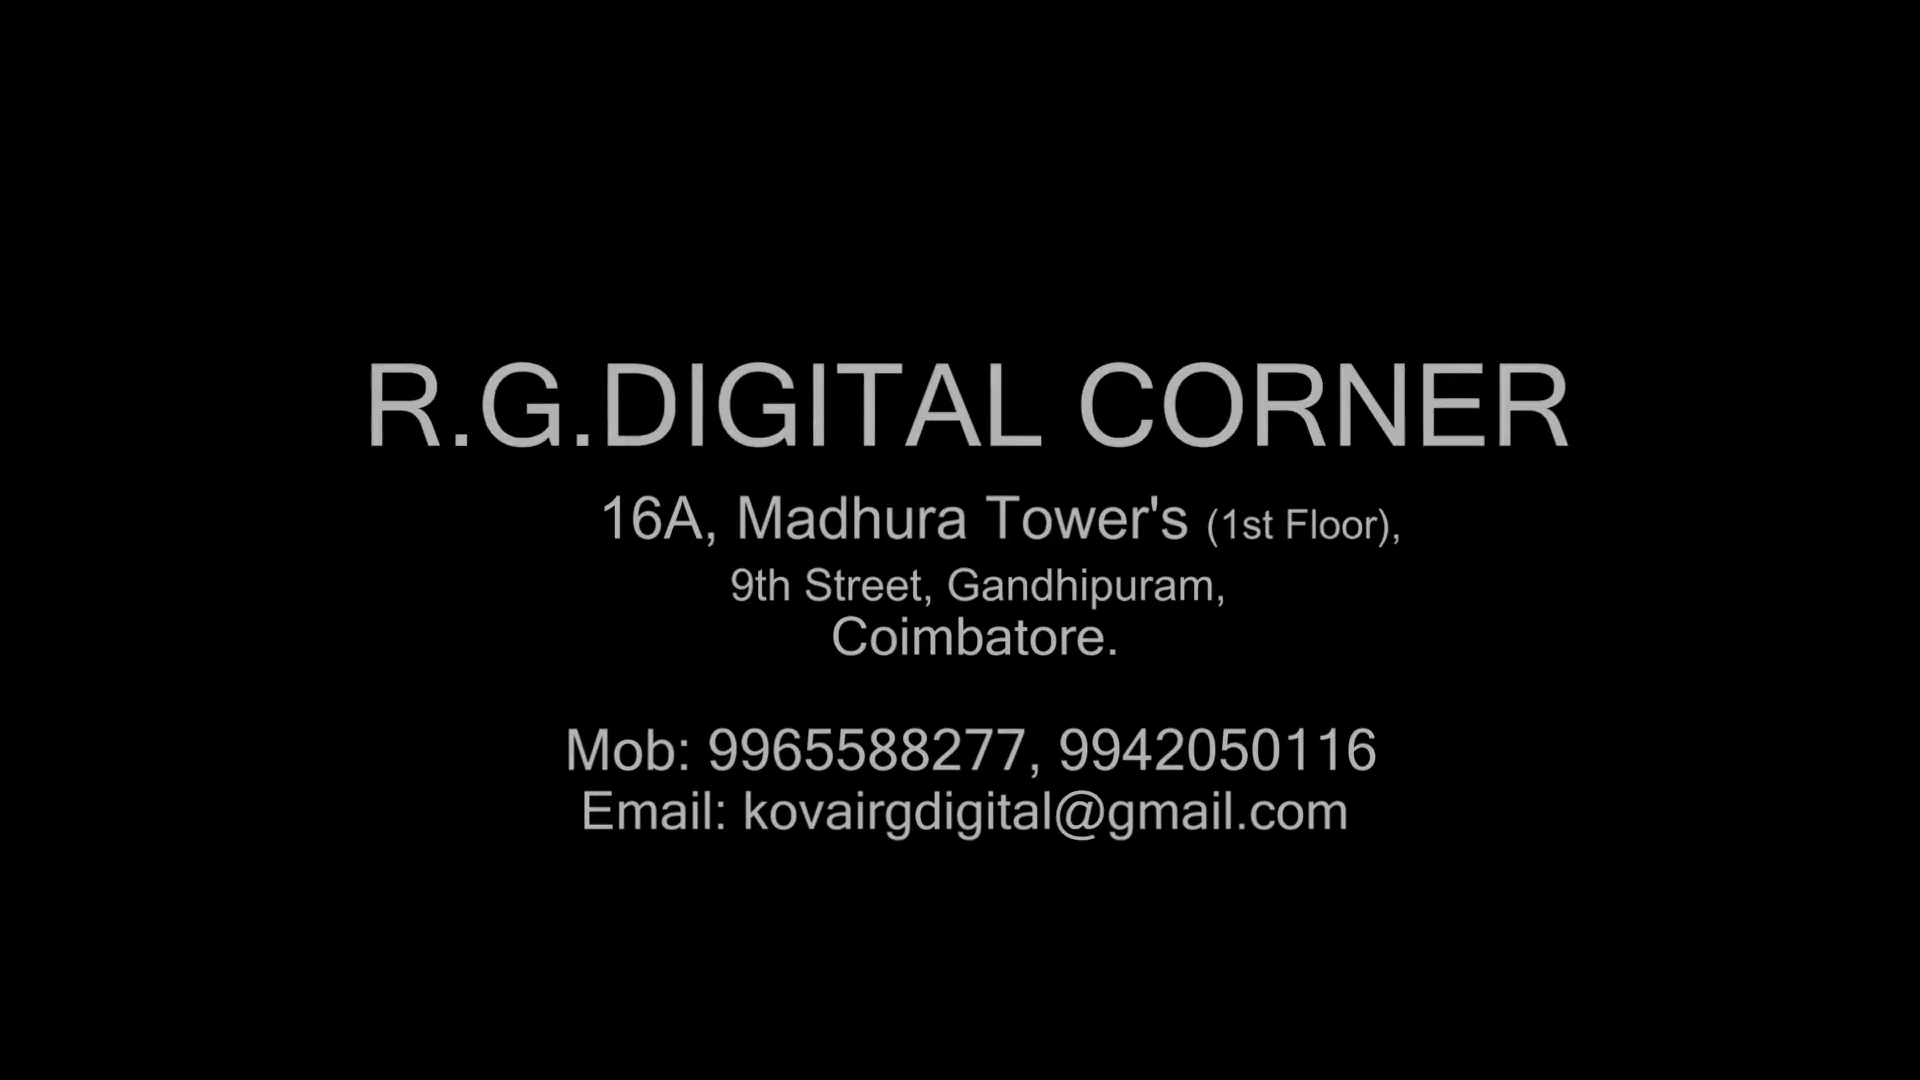 R.G.DIGITAL CORNER
16A, Madhura Tower's (1st Floor),
9th Street, Gandhipuram,
Coimbatore.
Mob: 9965588277, 9942050116
Email: kovairgdigital@gmail.com